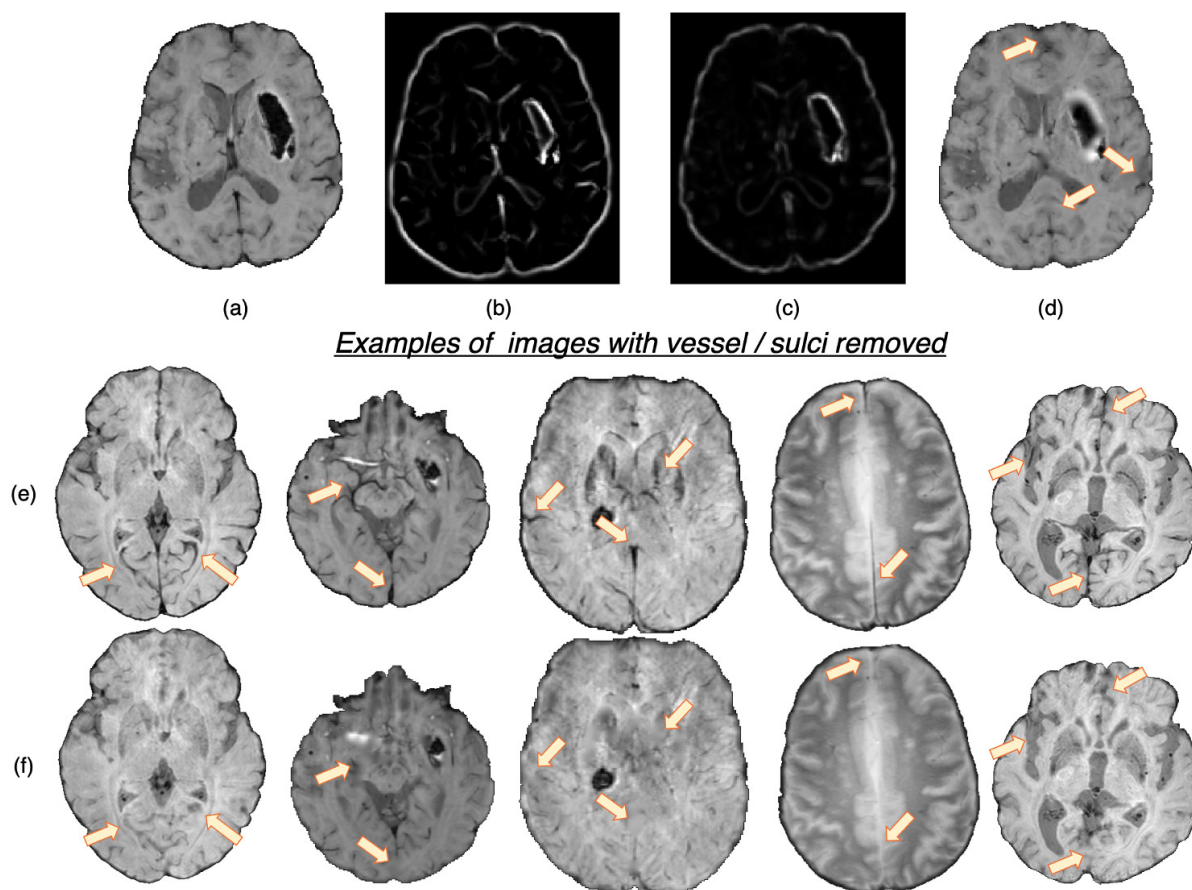 (a) (b) (c) (d)
Examples of images with vessel / sulci removed
(e)
(f)